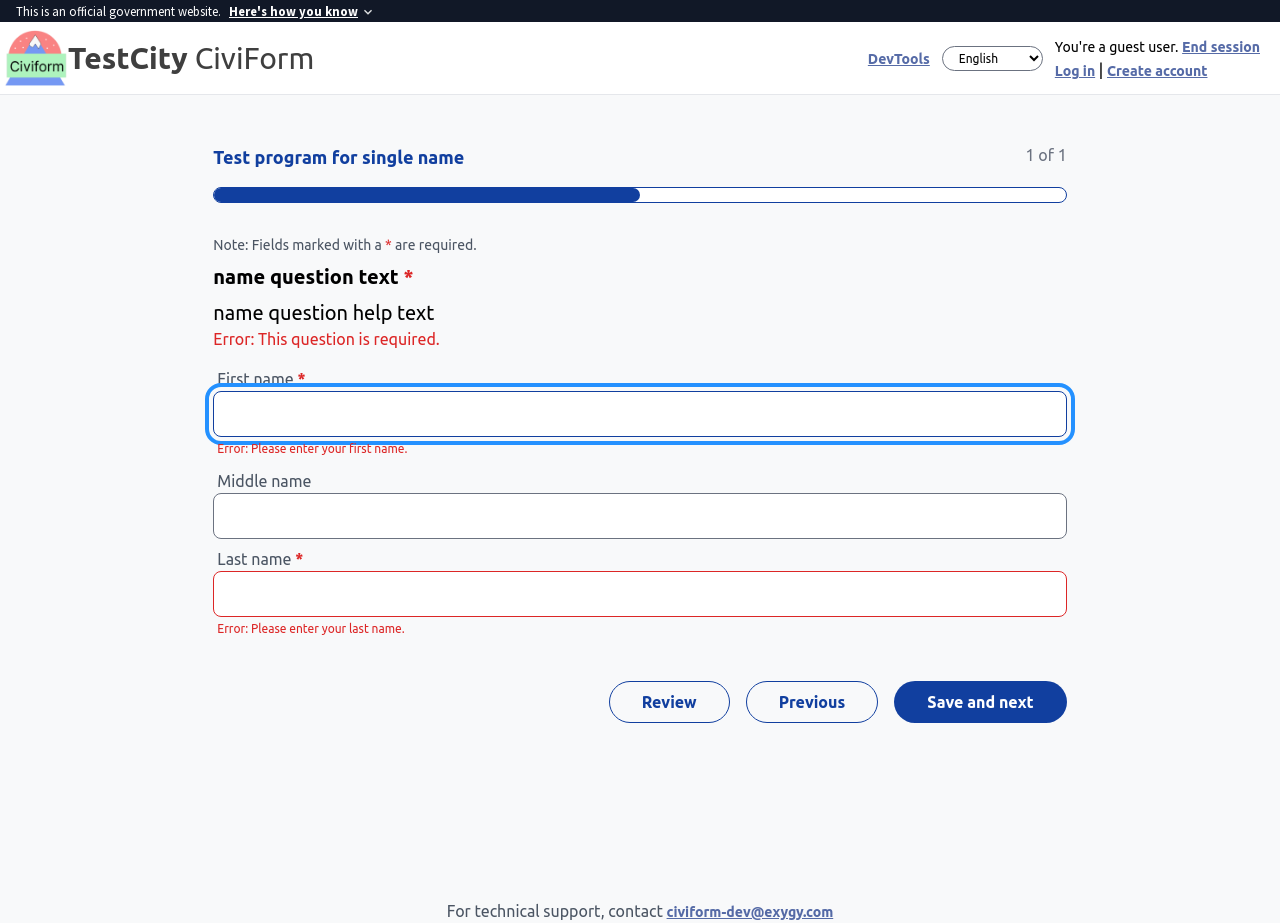 This is an official government website. Here's how you know
Civiform
TestCity CiviForm
DevTools
English
You're a guest user. End session
Log in | Create account
Test program for single name
1 of 1
Note: Fields marked with a * are required.
name question text *
name question help text
Error: This question is required.
First name *
Error: Please enter your first name.
Middle name
Last name *
Error: Please enter your last name.
Review
Previous
Save and next
For technical support, contact civiform-dev@exygy.com